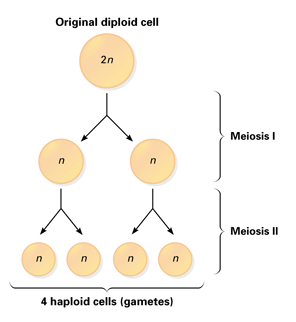 Original diploid cell
2n
Meiosis I
n n
Meiosis II
n n n n
4 haploid cells (gametes)